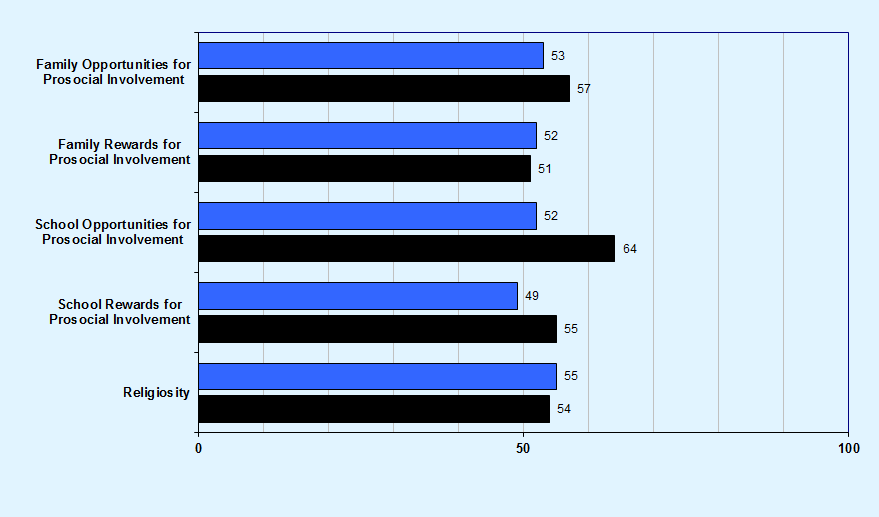 Family Opportunities for
Prosocial Involvement
53
57
Family Rewards for
Prosocial Involvement
52
51
School Opportunities for
Prosocial Involvement
52
64
School Rewards for
Prosocial Involvement
49
55
Religiosity
55
54
0
50
100